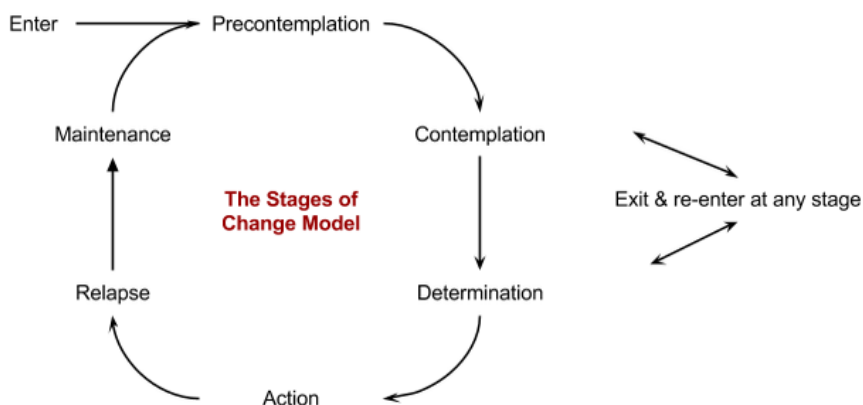 Enter
Precontemplation
Maintenance
Contemplation
The Stages of
Change Model
Exit & re-enter at any stage
Relapse
Determination
Action